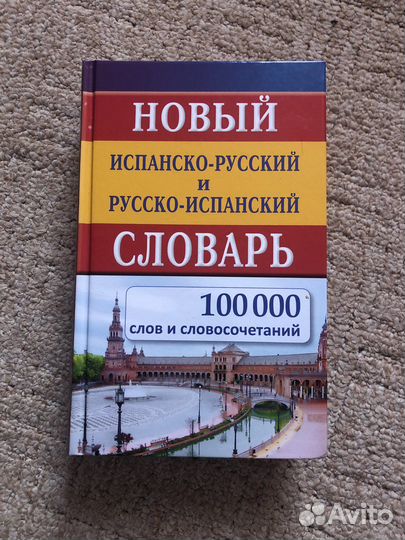 НОВЫЙ
ИСПАНСКО-РУССКИЙ
и
РУССКО-ИСПАНСКИЙ
СЛОВАРЬ
100 000
слов и словосочетаний
Avito